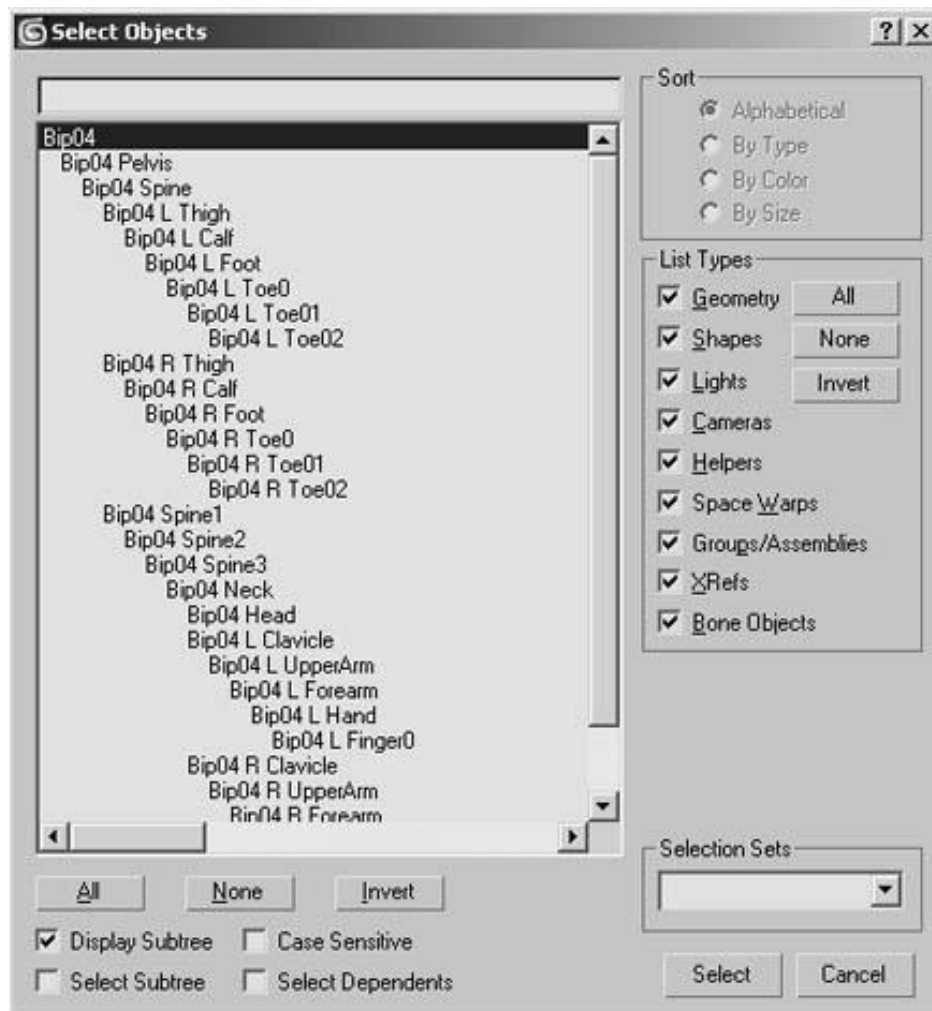 Select Objects
Bip04
Bip04 Pelvis
Bip04 Spine
Bip04 L Thigh
Bip04 L Calf
Bip04 L Foot
Bip04 L Toe0
Bip04 L Toe01
Bip04 L Toe02
Bip04 R Thigh
Bip04 R Calf
Bip04 R Foot
Bip04 R Toe0
Bip04 R Toe01
Bip04 R Toe02
Bip04 Spine1
Bip04 Spine2
Bip04 Spine3
Bip04 Neck
Bip04 Head
Bip04 L Clavicle
Bip04 L UpperArm
Bip04 L Forearm
Bip04 L Hand
Bip04 L Finger0
Bip04 R Clavicle
Bip04 R UpperArm
Bip04 R Forearm
All None Invert
Display Subtree Case Sensitive
Select Subtree Select Dependents
Sort
Alphabetical
By Type
By Color
By Size
List Types
Geometry All
Shapes None
Lights Invert
Cameras
Helpers
Space Warps
Groups/Assemblies
XRefs
Bone Objects
Selection Sets
Select Cancel